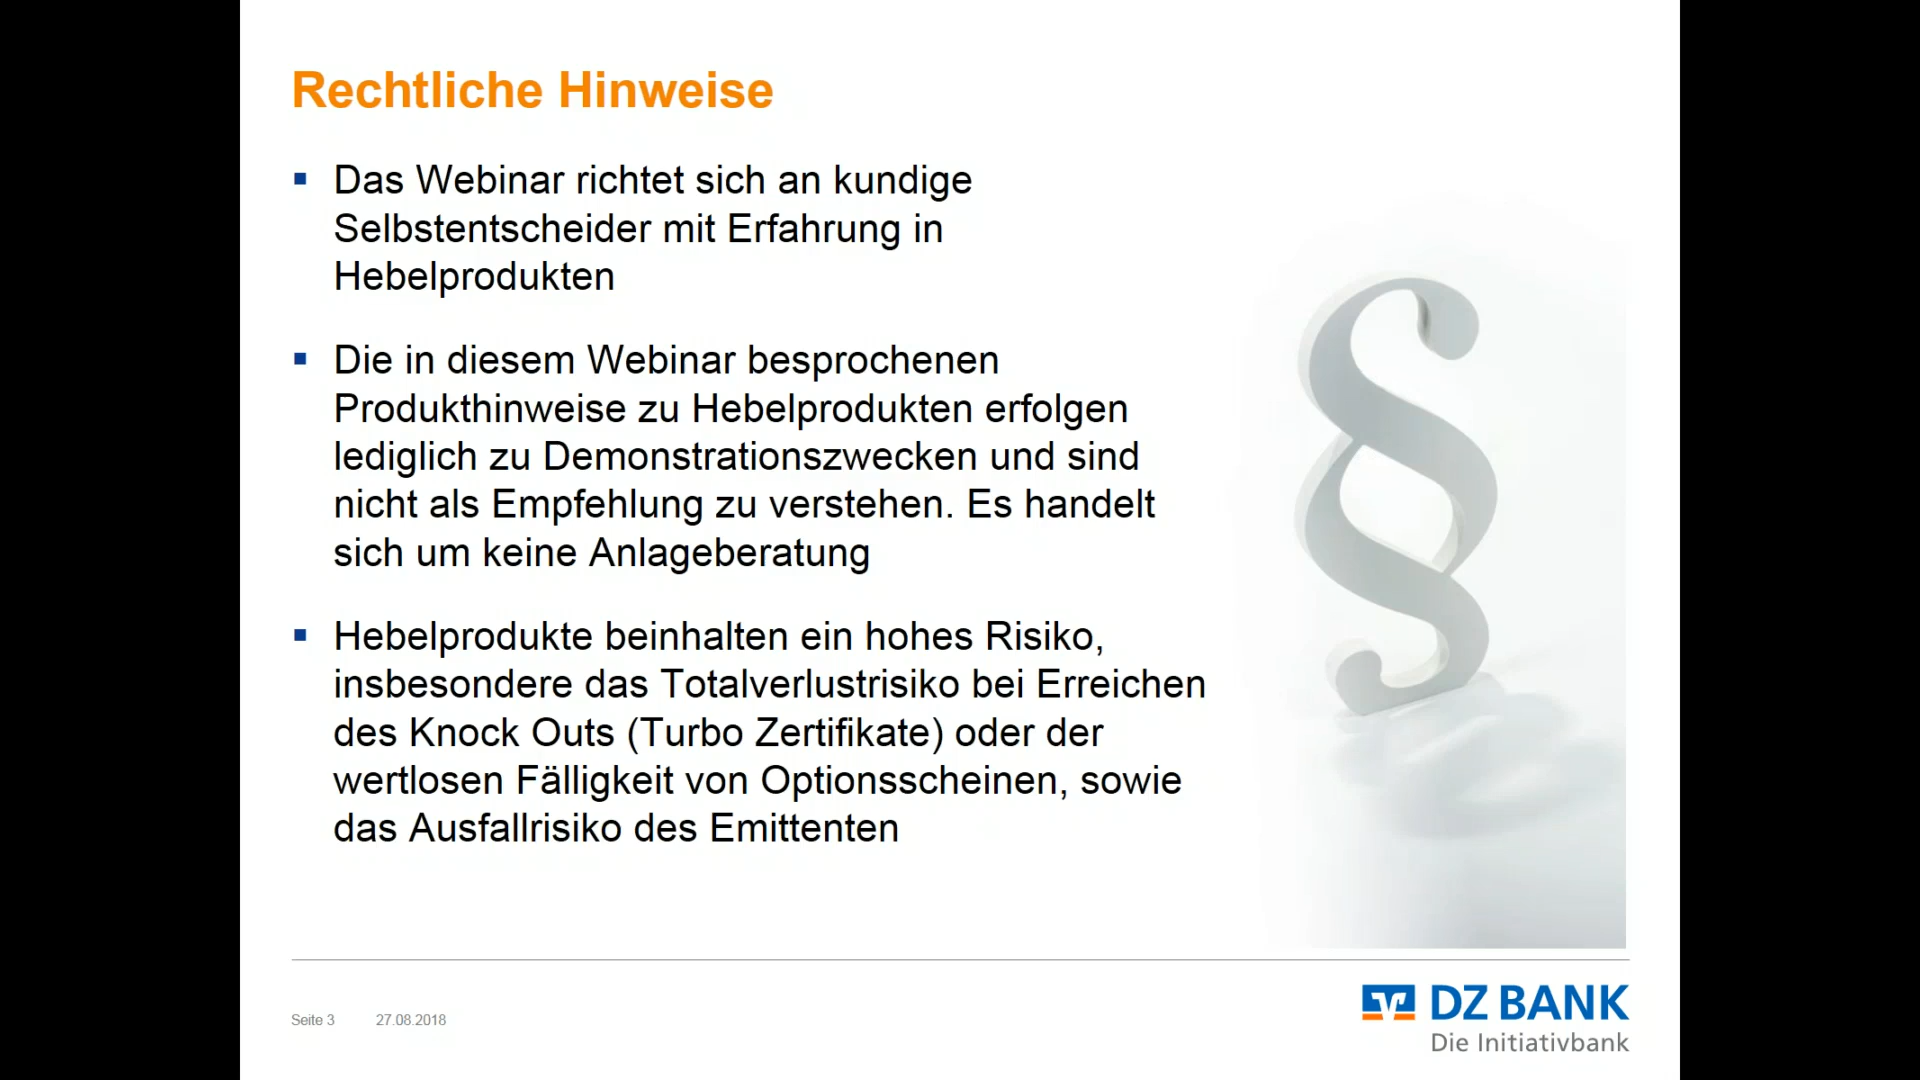 Rechtliche Hinweise
Das Webinar richtet sich an kundige
Selbstentscheider mit Erfahrung in
Hebelprodukten
Die in diesem Webinar besprochenen
Produkthinweise zu Hebelprodukten erfolgen
lediglich zu Demonstrationszwecken und sind
nicht als Empfehlung zu verstehen. Es handelt
sich um keine Anlageberatung
Hebelprodukte beinhalten ein hohes Risiko,
insbesondere das Totalverlustrisiko bei Erreichen
des Knock Outs (Turbo Zertifikate) oder der
wertlosen Fälligkeit von Optionsscheinen, sowie
das Ausfallrisiko des Emittenten
§
Seite 3 27.08.2018
DZ BANK
Die Initiativbank